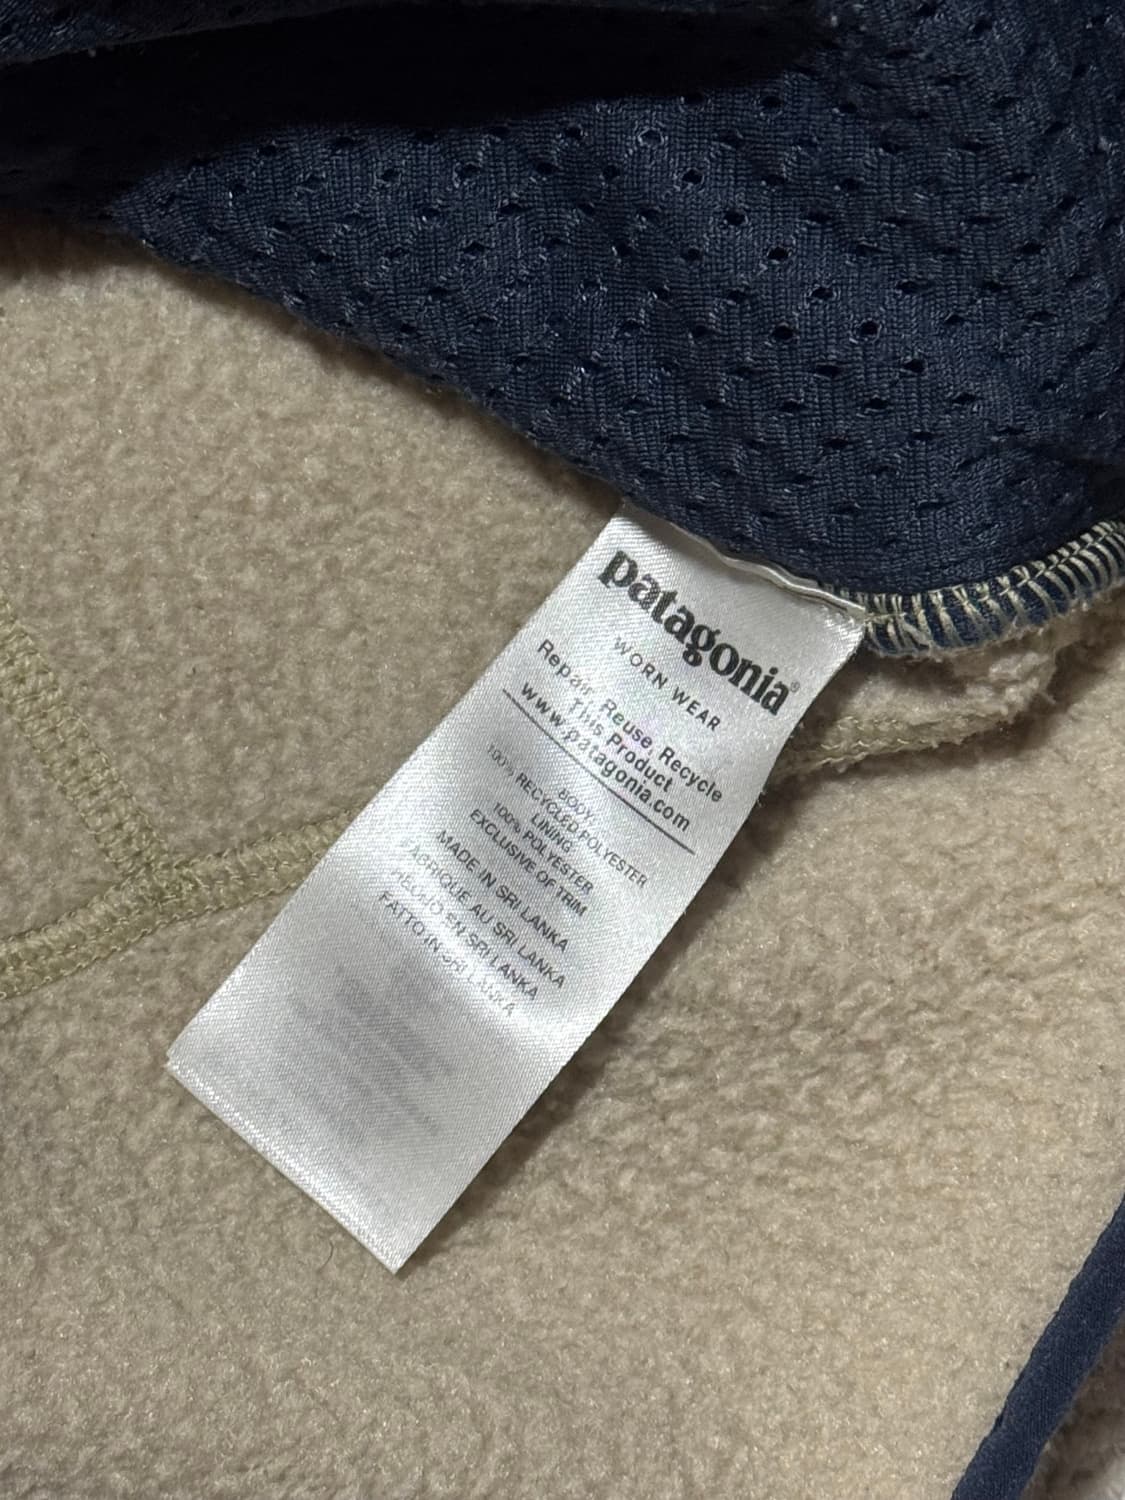 patagonia®
WORN WEAR
Repair, Reuse, Recycle
This Product
www.patagonia.com
BODY:
100% RECYCLED POLYESTER
LINING:
100% POLYESTER
EXCLUSIVE OF TRIM
MADE IN SRI LANKA
FABRIQUE AU SRI LANKA
HECHO EN SRI LANKA
FATTO IN SRI LANKA